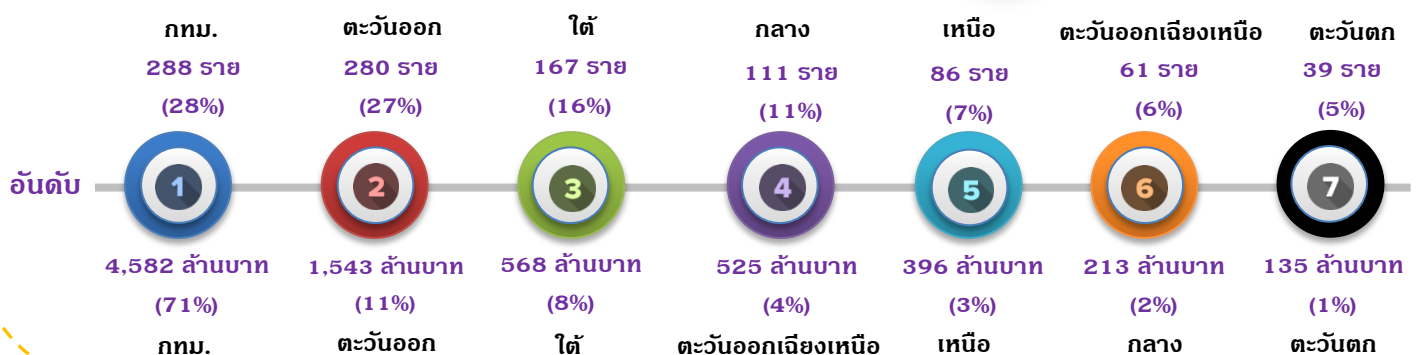 กทม. ตะวันออก ใต้ กลาง เหนือ ตะวันออกเฉียงเหนือ ตะวันตก
288 ราย 280 ราย 167 ราย 111 ราย 86 ราย 61 ราย 39 ราย
(28%) (27%) (16%) (11%) (7%) (6%) (5%)
อันดับ 1 2 3 4 5 6 7
4,582 ล้านบาท 1,543 ล้านบาท 568 ล้านบาท 525 ล้านบาท 396 ล้านบาท 213 ล้านบาท 135 ล้านบาท
(71%) (11%) (8%) (4%) (3%) (2%) (1%)
กทม. ตะวันออก ใต้ ตะวันออกเฉียงเหนือ เหนือ กลาง ตะวันตก